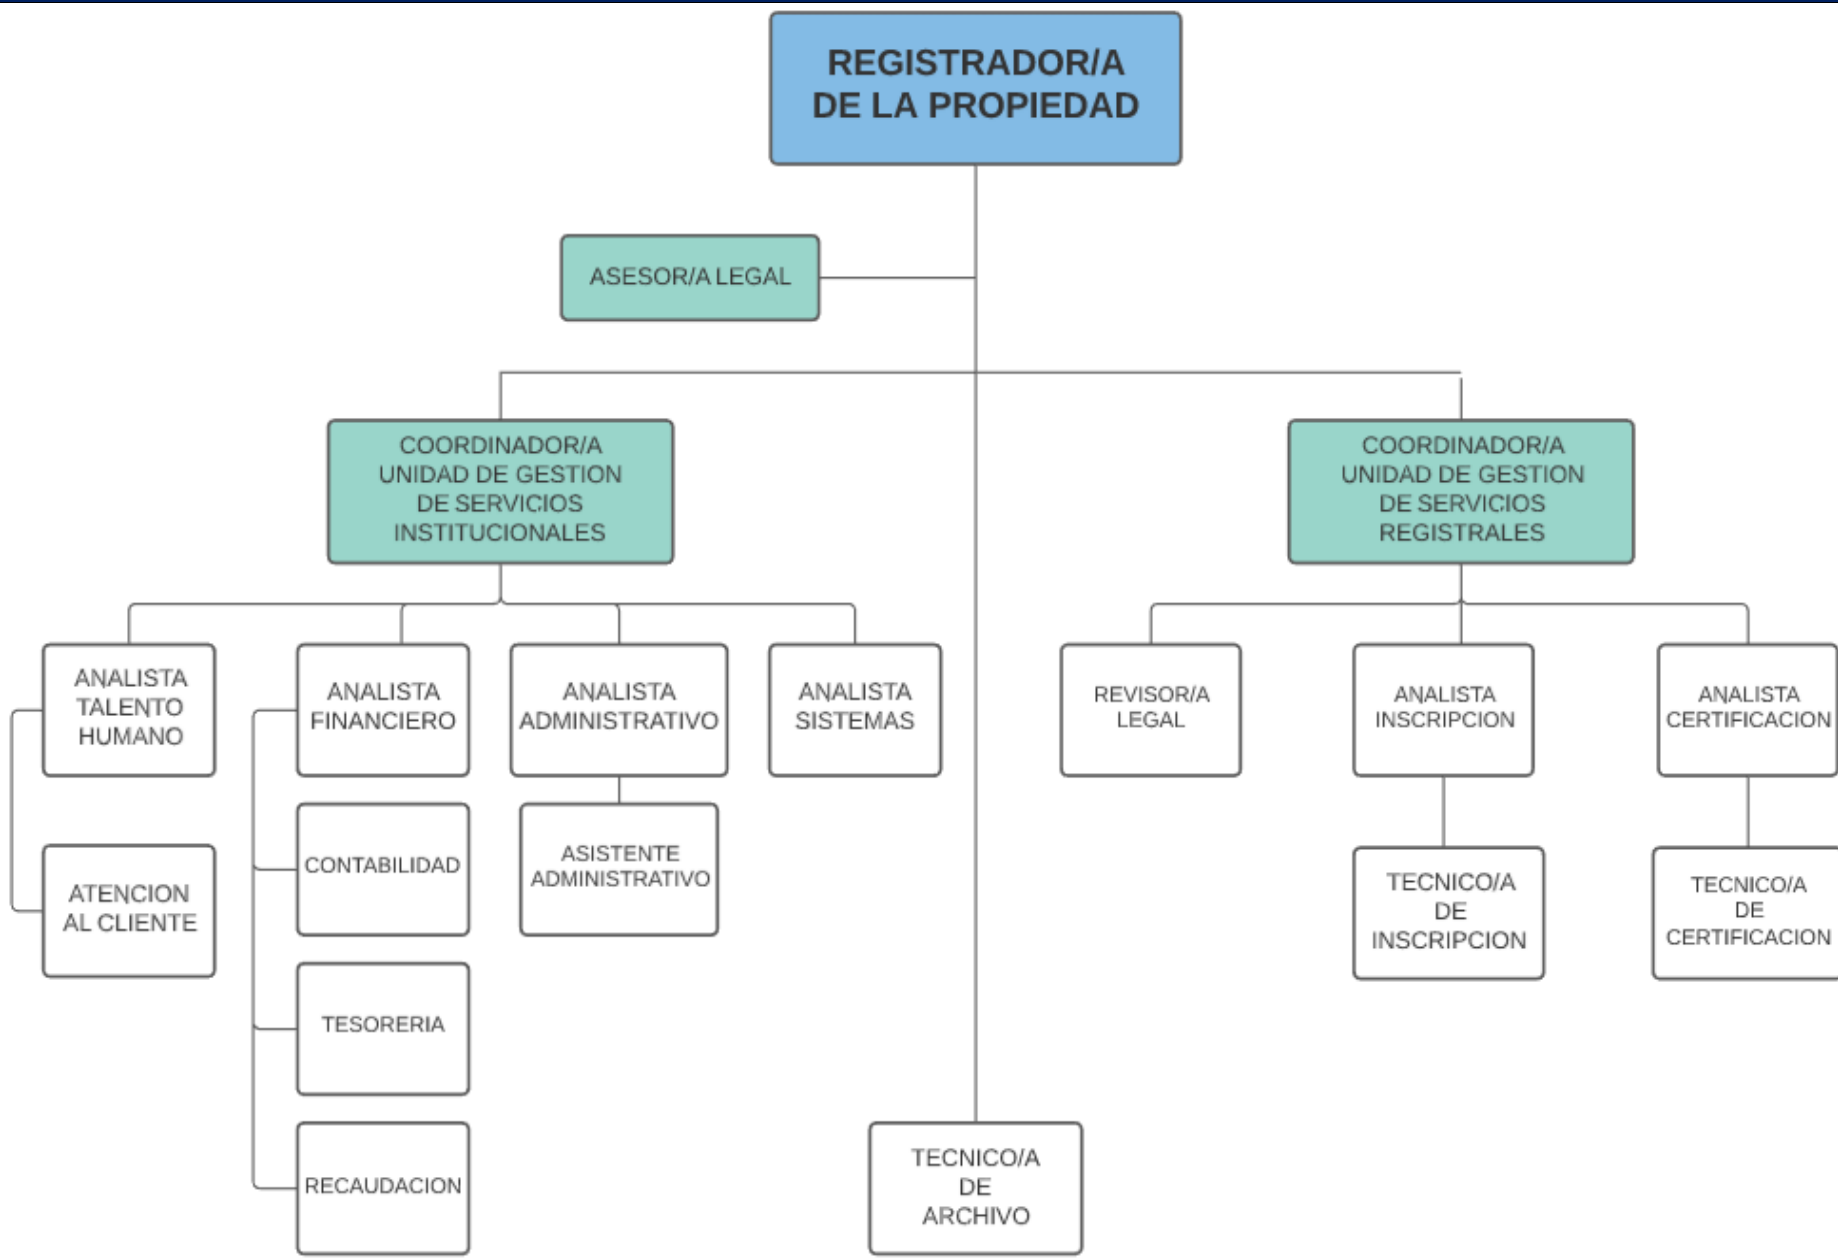 REGISTRADOR/A
DE LA PROPIEDAD
ASESOR/A LEGAL
COORDINADOR/A
UNIDAD DE GESTION
DE SERVICIOS
INSTITUCIONALES
COORDINADOR/A
UNIDAD DE GESTION
DE SERVICIOS
REGISTRALES
ANALISTA
TALENTO
HUMANO
ANALISTA
FINANCIERO
ANALISTA
ADMINISTRATIVO
ANALISTA
SISTEMAS
REVISOR/A
LEGAL
ANALISTA
INSCRIPCION
ANALISTA
CERTIFICACION
ATENCION
AL CLIENTE
CONTABILIDAD
ASISTENTE
ADMINISTRATIVO
TECNICO/A
DE
INSCRIPCION
TECNICO/A
DE
CERTIFICACION
TESORERIA
RECAUDACION
TECNICO/A
DE
ARCHIVO